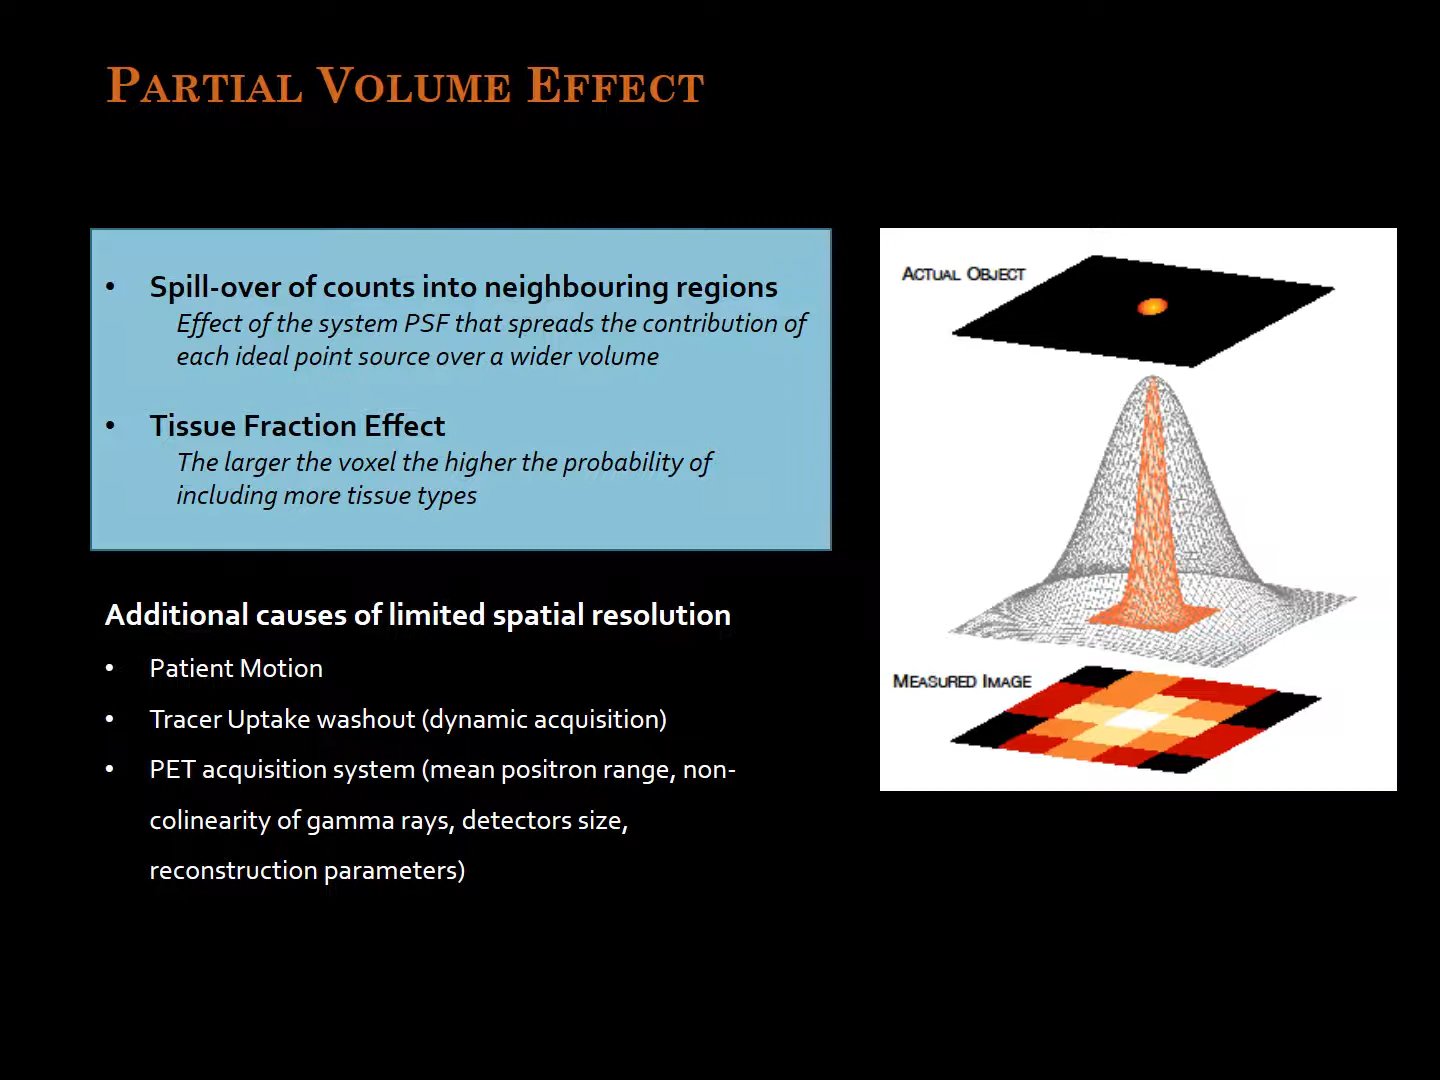 PARTIAL VOLUME EFFECT
• Spill-over of counts into neighbouring regions
Effect of the system PSF that spreads the contribution of
each ideal point source over a wider volume
• Tissue Fraction Effect
The larger the voxel the higher the probability of
including more tissue types
Additional causes of limited spatial resolution
• Patient Motion
• Tracer Uptake washout (dynamic acquisition)
• PET acquisition system (mean positron range, non-
colinearity of gamma rays, detectors size,
reconstruction parameters)
ACTUAL OBJECT
MEASURED IMAGE